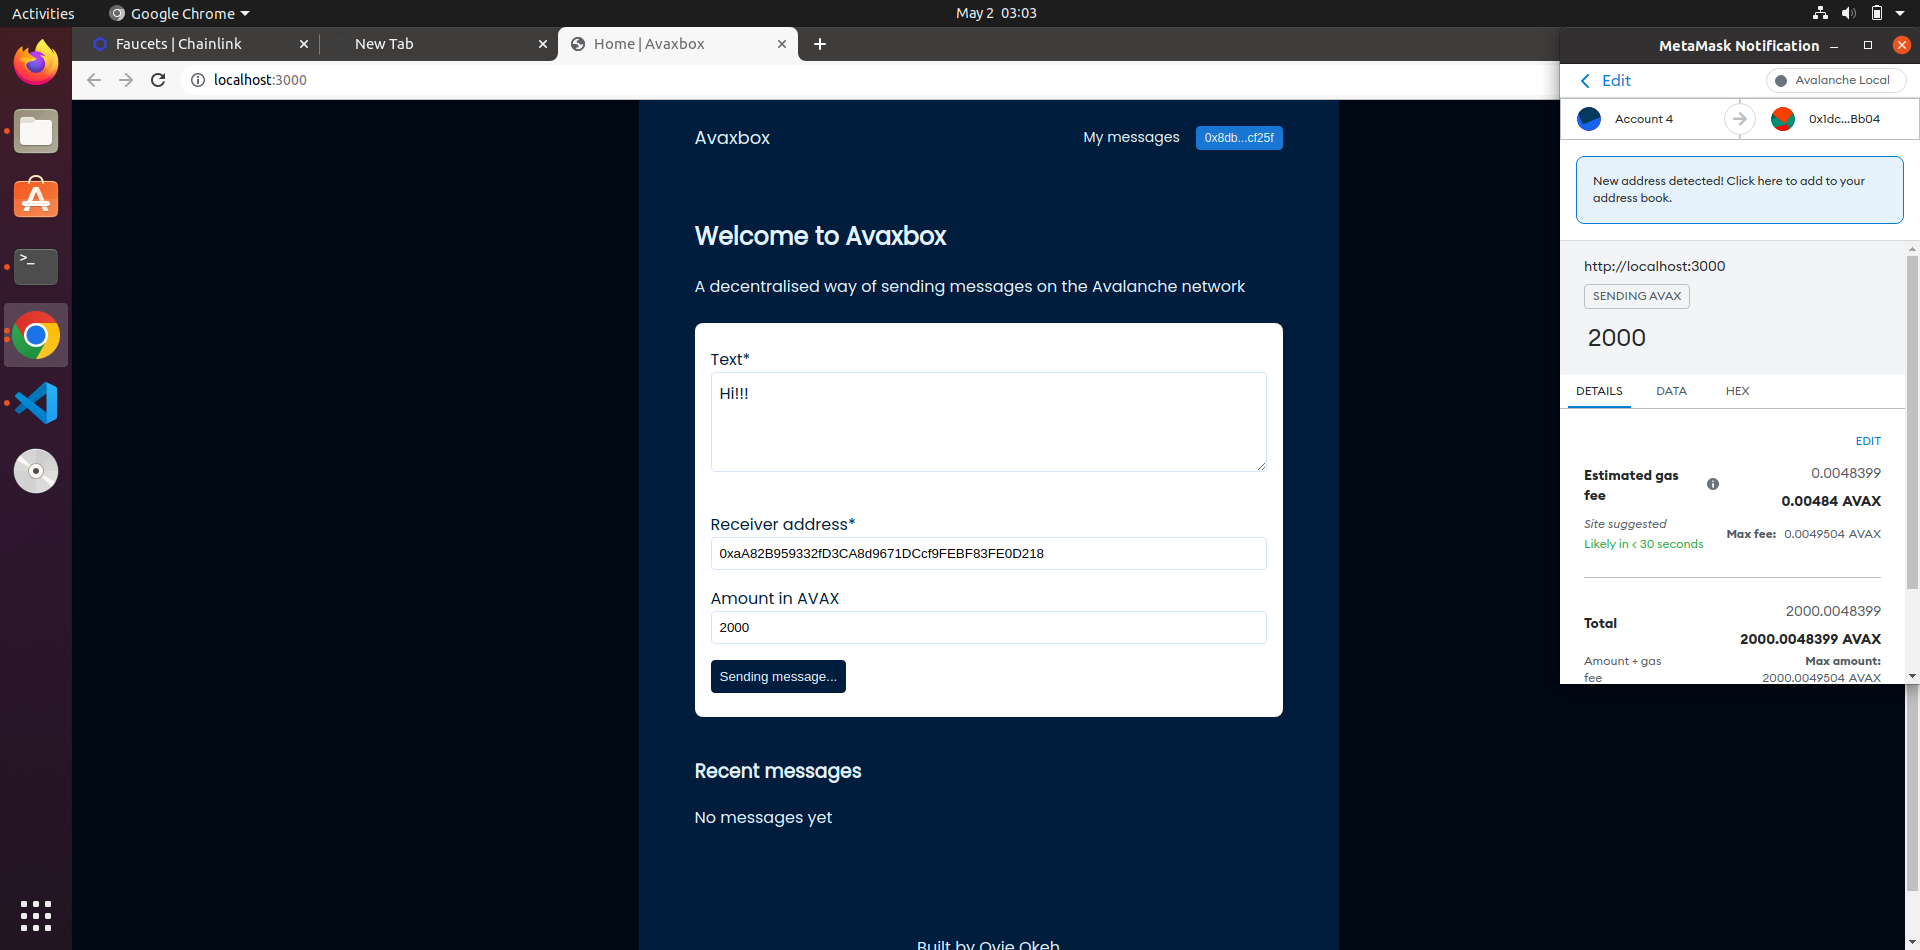 Activities
Google Chrome
May 2 03:03
Faucets | Chainlink
New Tab
Home | Avaxbox
localhost:3000
Avaxbox
My messages
0x8db...cf25f
Welcome to Avaxbox
A decentralised way of sending messages on the Avalanche network
Text*
Hi!!!
Receiver address*
0xaA82B959332fD3CA8d9671DCcf9FEBF83FE0D218
Amount in AVAX
2000
Sending message...
Recent messages
No messages yet
Built by Ovie Okeh
MetaMask Notification
Edit
Avalanche Local
Account 4
0x1dc...Bb04
New address detected! Click here to add to your
address book.
http://localhost:3000
SENDING AVAX
2000
DETAILS
DATA
HEX
EDIT
Estimated gas
fee
0.0048399
0.00484 AVAX
Site suggested
Likely in < 30 seconds
Max fee: 0.0049504 AVAX
Total
2000.0048399
2000.0048399 AVAX
Amount + gas
fee
Max amount:
2000.0049504 AVAX